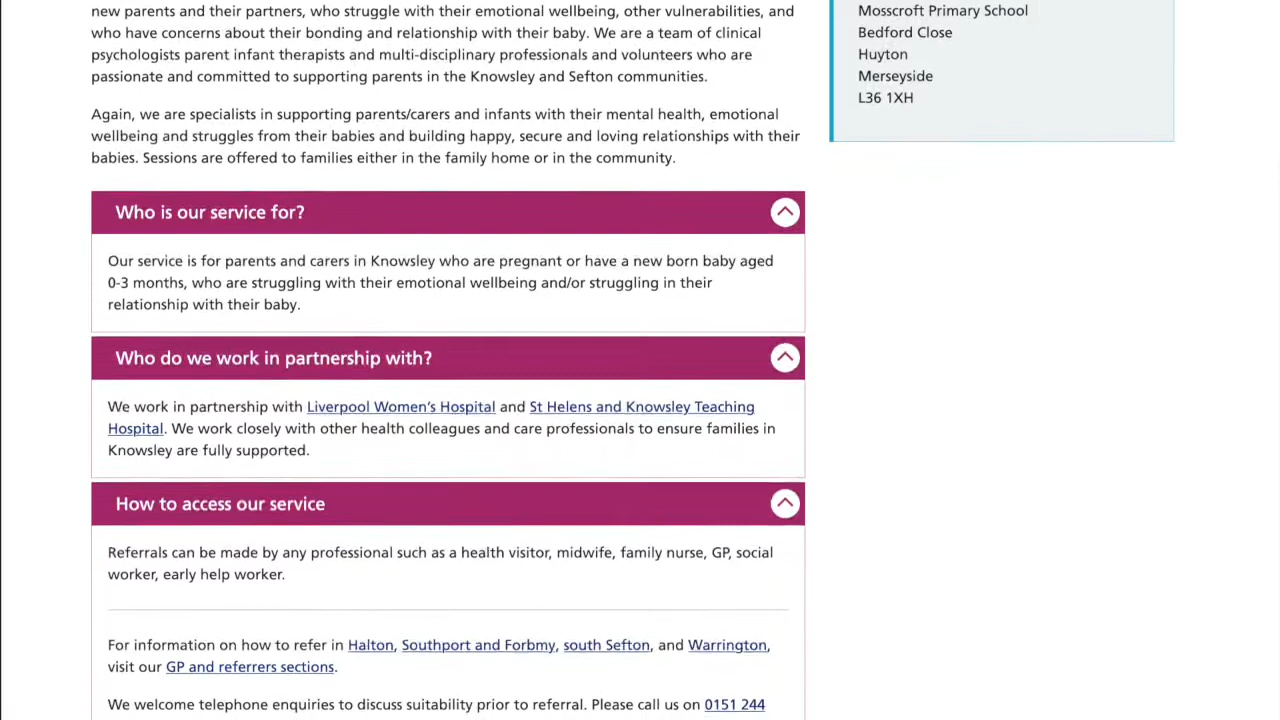 new parents and their partners, who struggle with their emotional wellbeing, other vulnerabilities, and
who have concerns about their bonding and relationship with their baby. We are a team of clinical
psychologists parent infant therapists and multi-disciplinary professionals and volunteers who are
passionate and committed to supporting parents in the Knowsley and Sefton communities.
Again, we are specialists in supporting parents/carers and infants with their mental health, emotional
wellbeing and struggles from their babies and building happy, secure and loving relationships with their
babies. Sessions are offered to families either in the family home or in the community.
Who is our service for?
Our service is for parents and carers in Knowsley who are pregnant or have a new born baby aged
0-3 months, who are struggling with their emotional wellbeing and/or struggling in their
relationship with their baby.
Who do we work in partnership with?
We work in partnership with Liverpool Women's Hospital and St Helens and Knowsley Teaching
Hospital. We work closely with other health colleagues and care professionals to ensure families in
Knowsley are fully supported.
How to access our service
Referrals can be made by any professional such as a health visitor, midwife, family nurse, GP, social
worker, early help worker.
For information on how to refer in Halton, Southport and Forbmy, south Sefton, and Warrington,
visit our GP and referrers sections.
We welcome telephone enquiries to discuss suitability prior to referral. Please call us on 0151 244
Mosscroft Primary School
Bedford Close
Huyton
Merseyside
L36 1XH